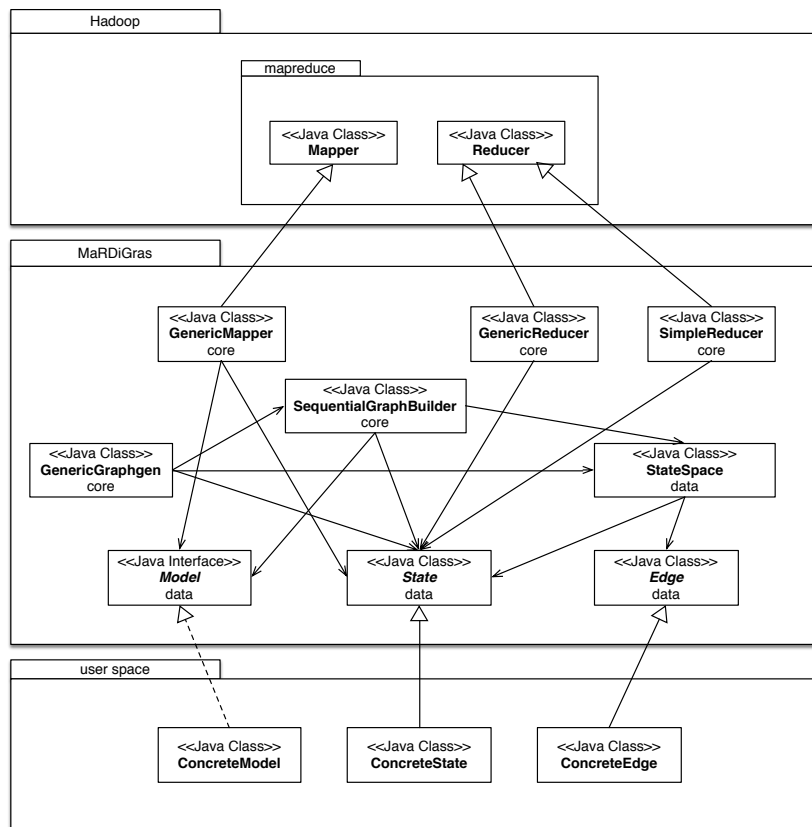 Hadoop
mapreduce
<<Java Class>>
Mapper
<<Java Class>>
Reducer
MaRDiGras
<<Java Class>>
GenericMapper
core
<<Java Class>>
GenericReducer
core
<<Java Class>>
SimpleReducer
core
<<Java Class>>
SequentialGraphBuilder
core
<<Java Class>>
GenericGraphgen
core
<<Java Class>>
StateSpace
data
<<Java Interface>>
Model
data
<<Java Class>>
State
data
<<Java Class>>
Edge
data
user space
<<Java Class>>
ConcreteModel
<<Java Class>>
ConcreteState
<<Java Class>>
ConcreteEdge